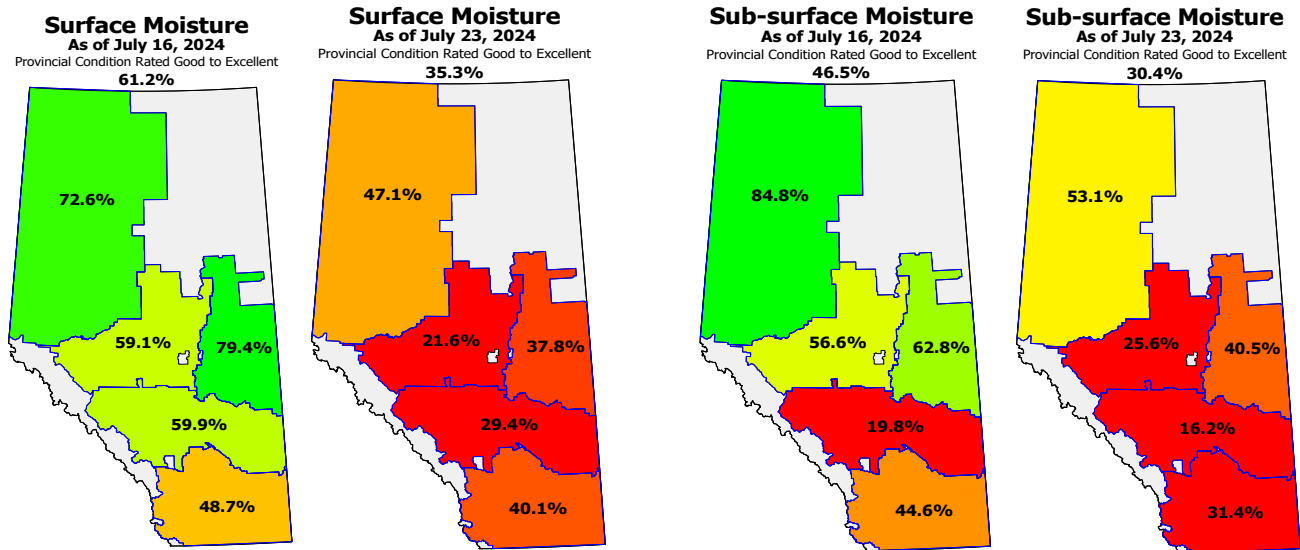 Surface Moisture
As of July 16, 2024
Provincial Condition Rated Good to Excellent
61.2%
72.6%
59.1%
79.4%
59.9%
48.7%
Surface Moisture
As of July 23, 2024
Provincial Condition Rated Good to Excellent
35.3%
47.1%
21.6%
37.8%
29.4%
40.1%
Sub-surface Moisture
As of July 16, 2024
Provincial Condition Rated Good to Excellent
46.5%
84.8%
56.6%
62.8%
19.8%
44.6%
Sub-surface Moisture
As of July 23, 2024
Provincial Condition Rated Good to Excellent
30.4%
53.1%
25.6%
40.5%
16.2%
31.4%